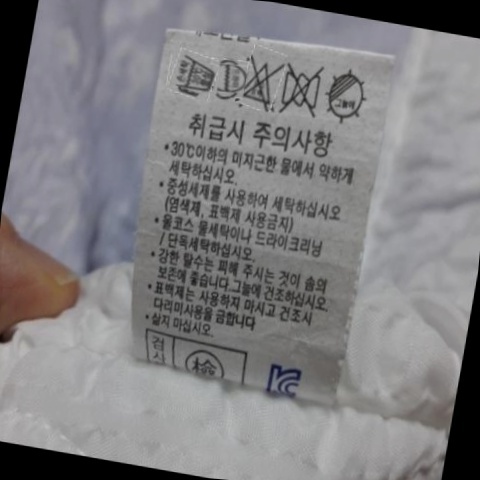 그늘에
취급시 주의사항
•30℃이하의 미지근한 물에서 약하게
세탁하십시오.
•중성세제를 사용하여 세탁하십시오
(염색제, 표백제 사용금지)
•울코스 물세탁이나 드라이크리닝
/ 단독세탁하십시오.
•강한 탈수는 피해 주시는 것이 솜의
보존에 좋습니다.그늘에 건조하십시오.
•표백제는 사용하지 마시고 건조시
다리미사용을 금합니다
•삶지 마십시오.
검사 檢